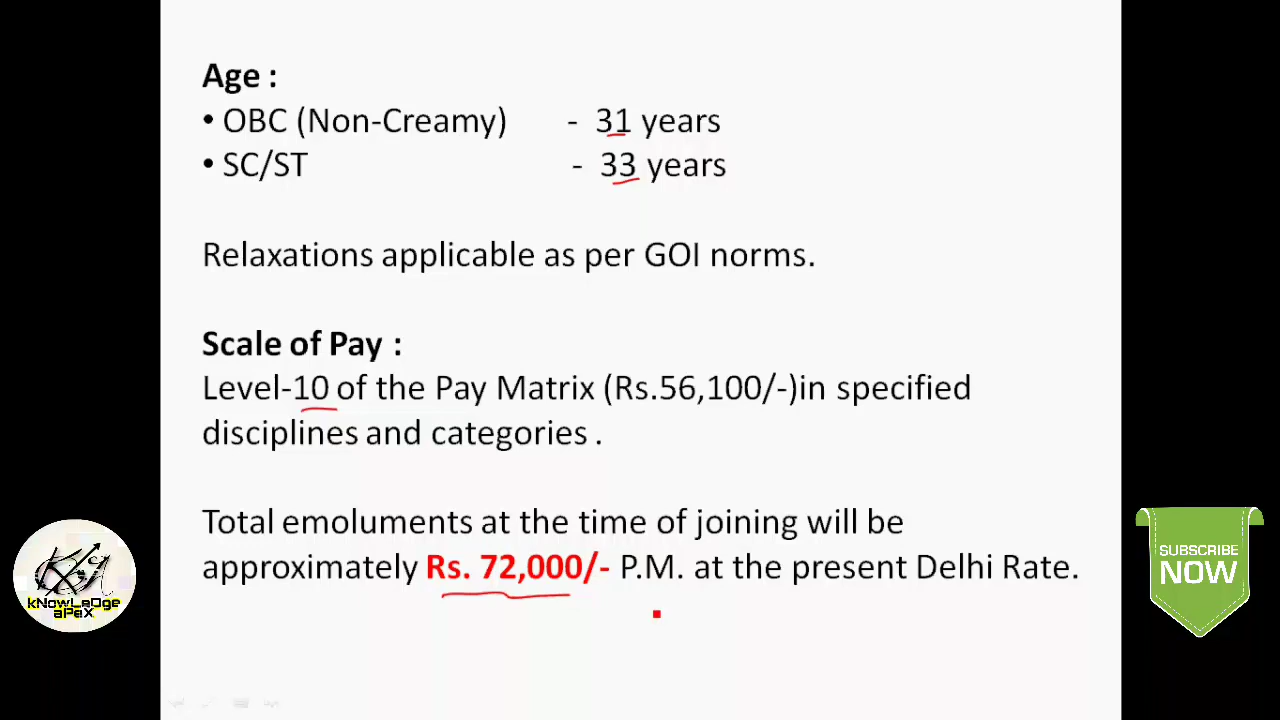 Age :
• OBC (Non-Creamy) - 31 years
• SC/ST - 33 years
Relaxations applicable as per GOI norms.
Scale of Pay :
Level-10 of the Pay Matrix (Rs.56,100/-)in specified
disciplines and categories .
Total emoluments at the time of joining will be
approximately Rs. 72,000/- P.M. at the present Delhi Rate.
KA
kNowLaDge
aPeX
SUBSCRIBE
NOW